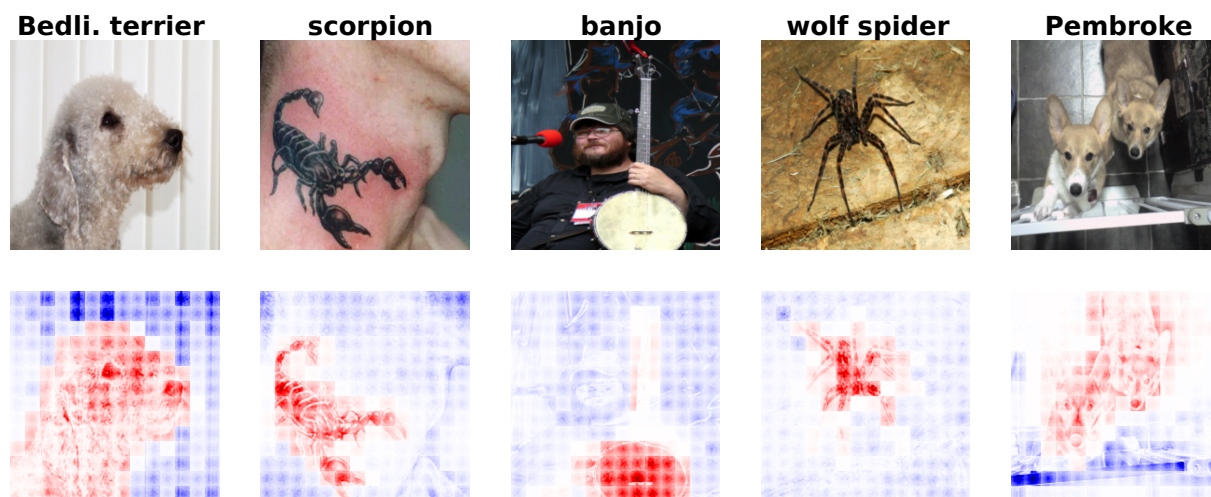 Bedli. terrier
scorpion
banjo
wolf spider
Pembroke